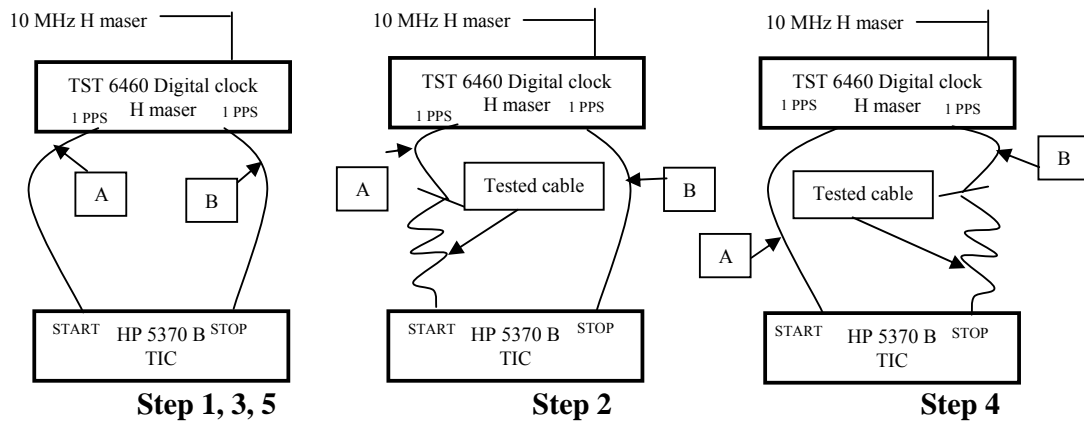 10 MHz H maser
TST 6460 Digital clock
H maser
1 PPS
1 PPS
A
B
START
HP 5370 B
STOP
TIC
Step 1, 3, 5
10 MHz H maser
TST 6460 Digital clock
H maser
1 PPS
1 PPS
A
Tested cable
B
START
HP 5370 B
STOP
TIC
Step 2
10 MHz H maser
TST 6460 Digital clock
1 PPS
H maser
1 PPS
B
Tested cable
A
START
HP 5370 B
STOP
TIC
Step 4